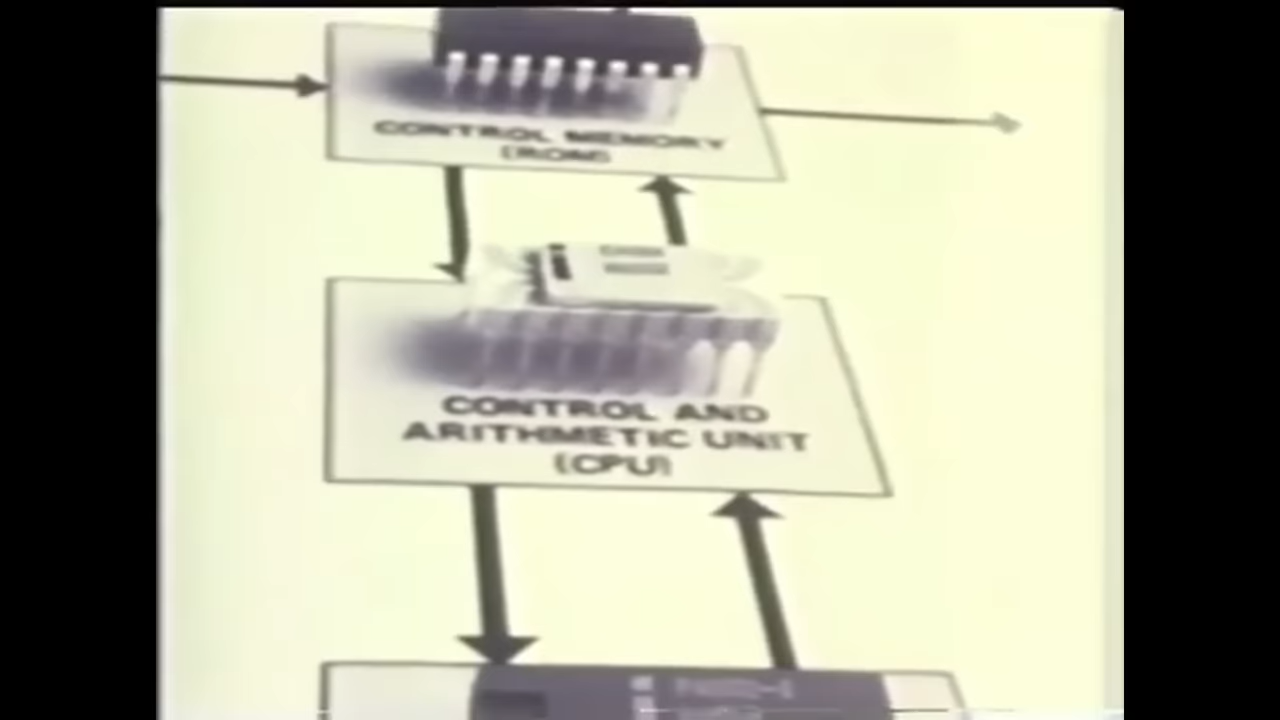 CONTROL MEMORY
(ROM)
CONTROL AND
ARITHMETIC UNIT
(CPU)